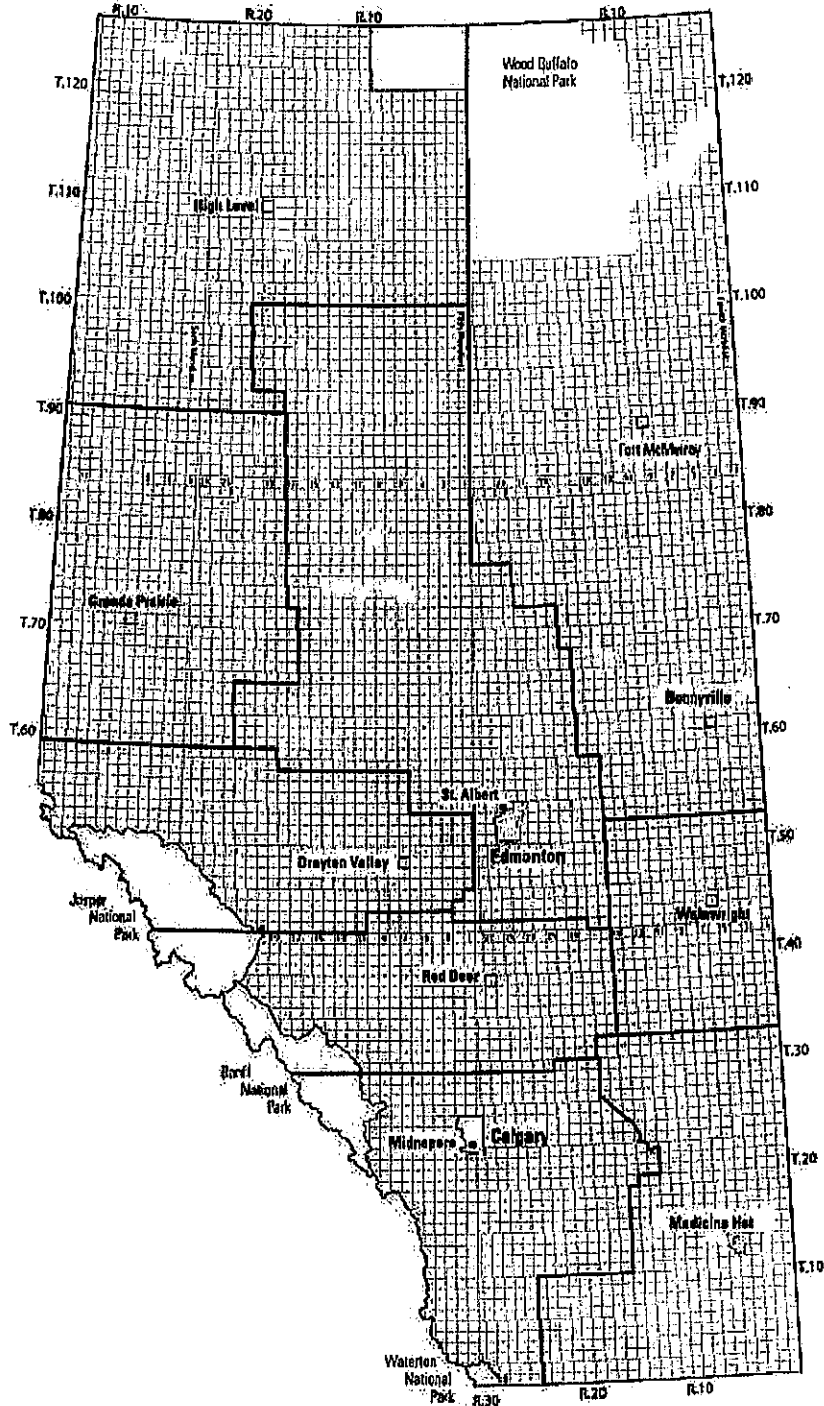 R.10 R.20 R.10 R.10
Wood Buffalo
National Park
T.120 T.120
T.110 T.110
High Level
T.100 T.100
T.90 T.90
Fort McMurray
T.80 T.80
Grande Prairie
T.70 T.70
Bonnyville
T.60 T.60
St. Albert
T.50
Drayton Valley
Edmonton
Jasper
National
Park
Wainwright
T.40
Red Deer
T.30
Banff
National
Park
Midnapore
Calgary
T.20
Medicine Hat
T.10
Waterton
National
Park
R.30 R.20 R.10